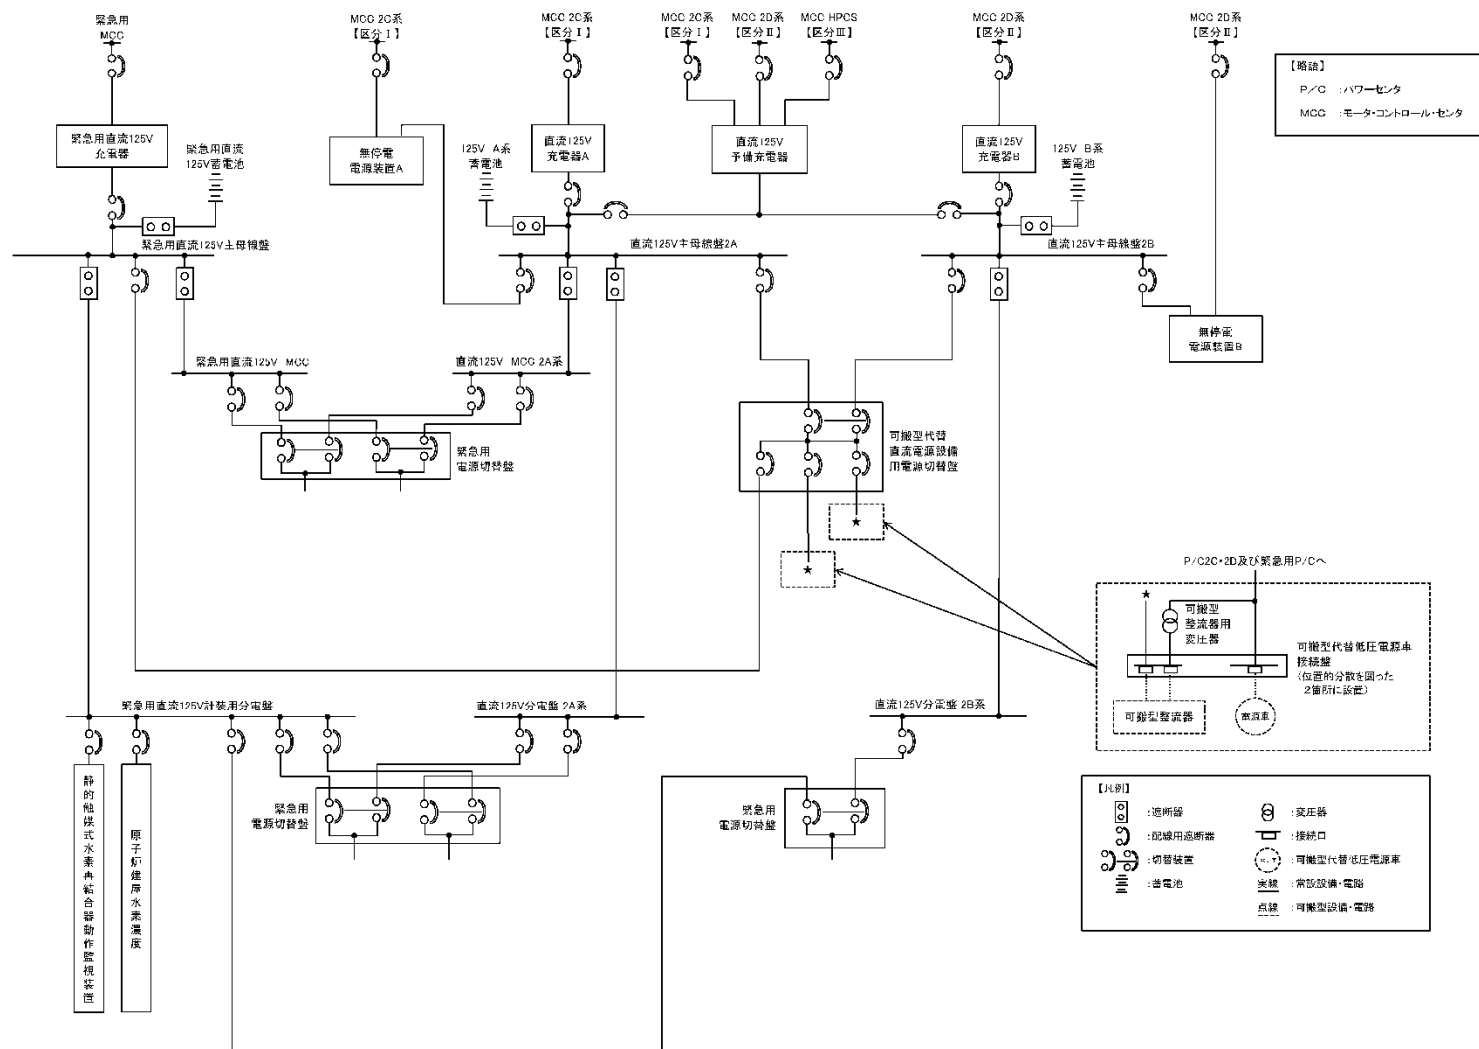 緊急用
MCC
MCC 2C系
【区分Ⅰ】
MCC 2C系
【区分Ⅰ】
MCC 2C系
【区分Ⅰ】
MCC 2D系
【区分Ⅱ】
MCC HPCS
【区分Ⅲ】
MCC 2D系
【区分Ⅱ】
MCC 2D系
【区分Ⅱ】
【略語】
P/C :パワーセンタ
MCC :モータ・コントロール・センタ
緊急用直流125V
充電器
緊急用直流
125V蓄電池
無停電
電源装置A
125V A系
蓄電池
直流125V
充電器A
直流125V
予備充電器
直流125V
充電器B
125V B系
蓄電池
緊急用直流125V主母線盤
直流125V主母線盤2A
直流125V主母線盤2B
無停電
電源装置B
緊急用直流125V MCC
直流125V MCC 2A系
緊急用
電源切替盤
可搬型代替
直流電源設備
用電源切替盤
★
★
P/C2C・2D及び緊急用P/Cへ
★
可搬型
整流器用
変圧器
可搬型代替低圧電源車
接続盤
(位置的分散を図った
2箇所に設置)
可搬型整流器
電源車
緊急用直流125V計装用分電盤
直流125V分電盤 2A系
直流125V分電盤 2B系
静的触媒式水素再結合器動作監視装置
原子炉建屋水素濃度
緊急用
電源切替盤
緊急用
電源切替盤
【凡例】
:遮断器
:配線用遮断器
:切替装置
:蓄電池
:変圧器
:接続口
:可搬型代替低圧電源車
実線 :常設設備・電路
点線 :可搬型設備・電路